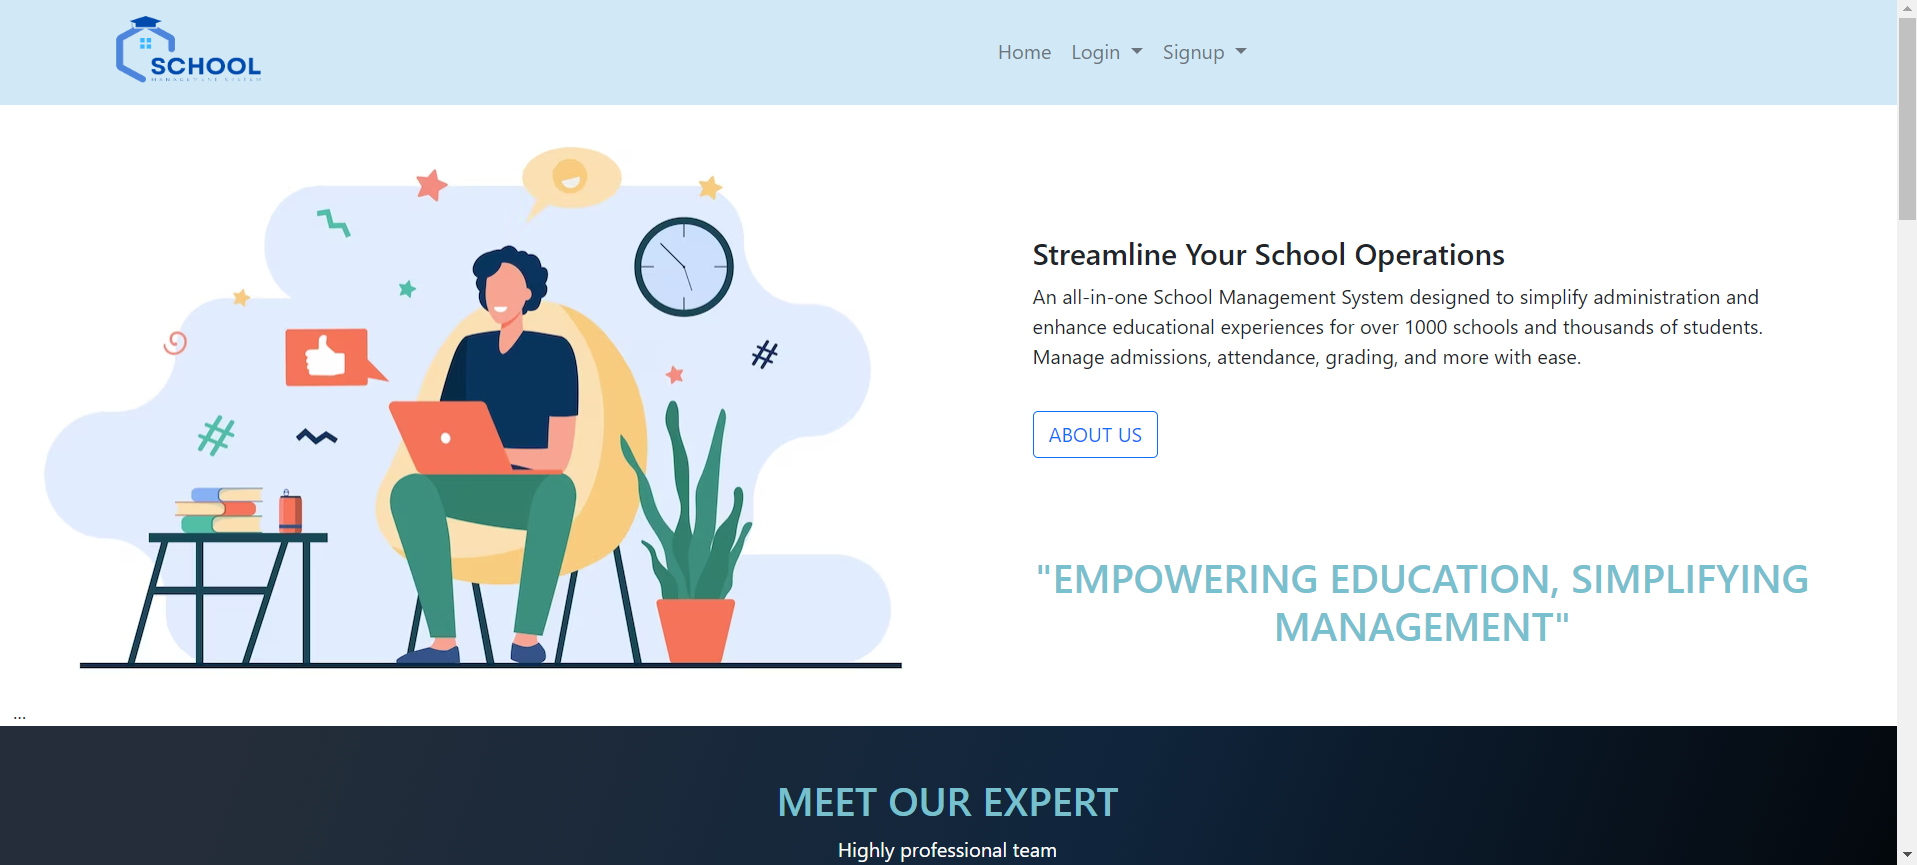 SCHOOL
MANAGEMENT SYSTEM
Home Login Signup
Streamline Your School Operations
An all-in-one School Management System designed to simplify administration and
enhance educational experiences for over 1000 schools and thousands of students.
Manage admissions, attendance, grading, and more with ease.
ABOUT US
"EMPOWERING EDUCATION, SIMPLIFYING
MANAGEMENT"
...
MEET OUR EXPERT
Highly professional team